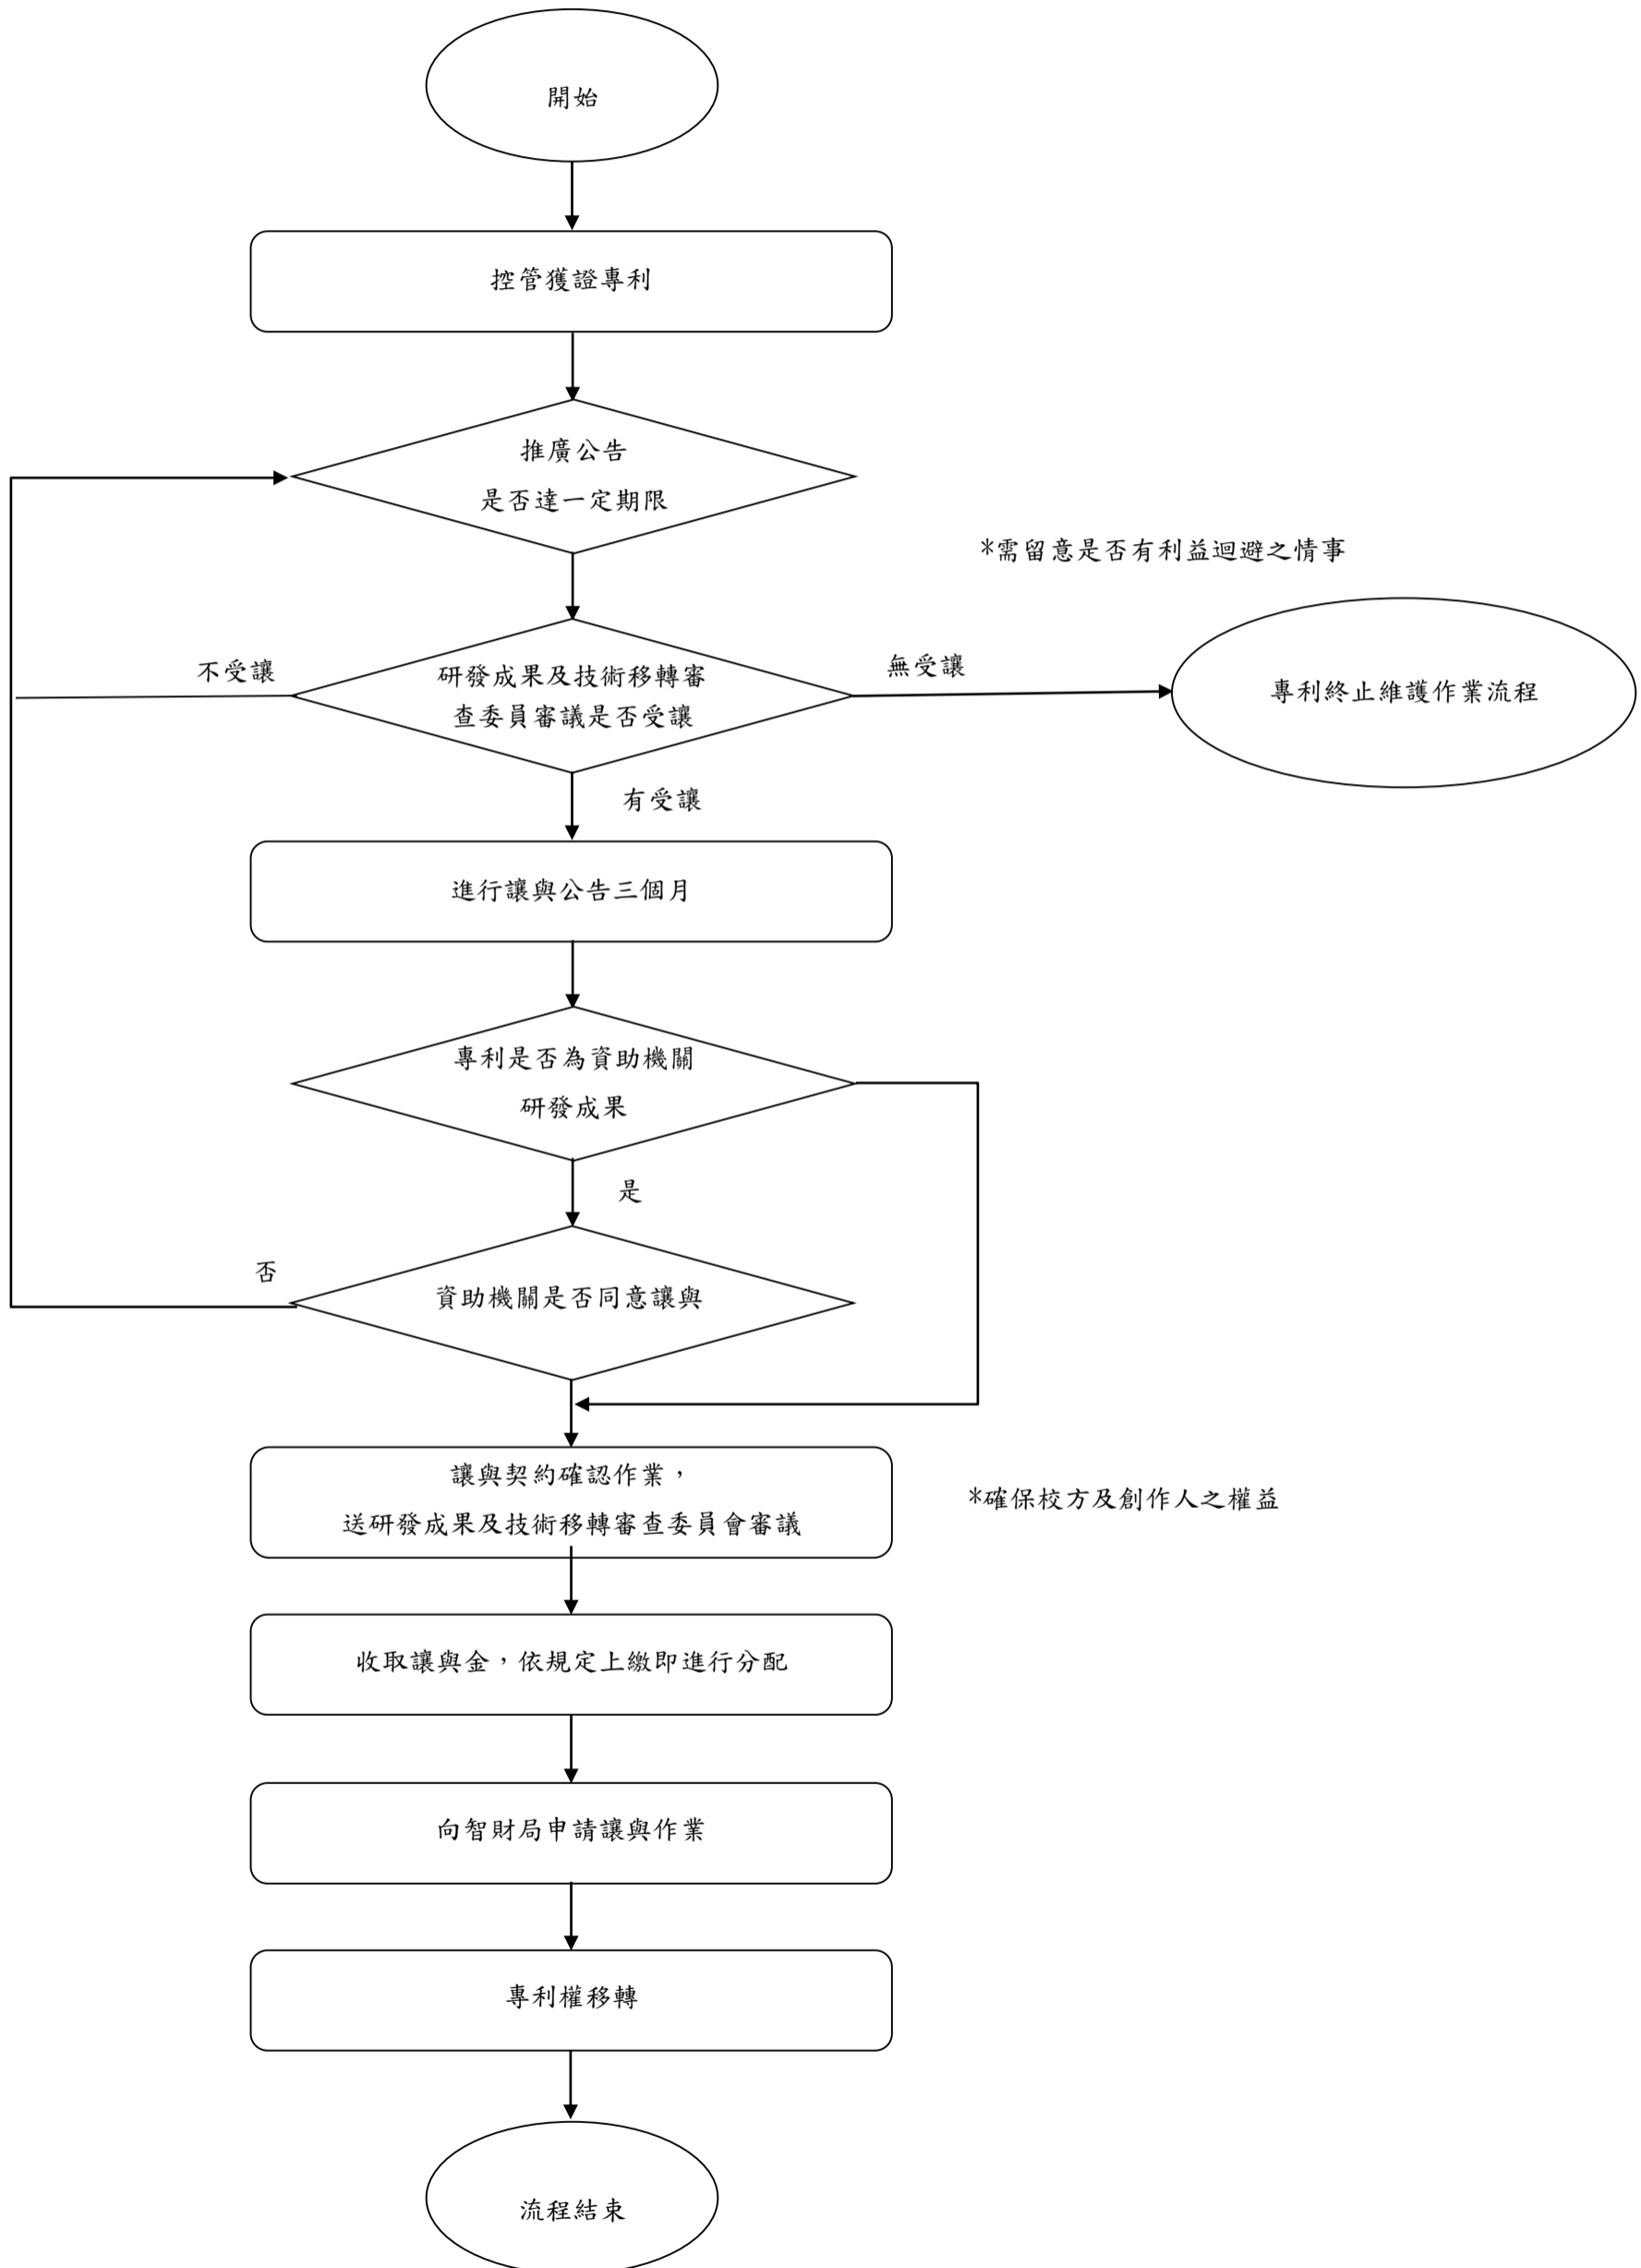 開始
控管獲證專利
推廣公告
是否達一定期限
*需留意是否有利益迴避之情事
不受讓
研發成果及技術移轉審
查委員審議是否受讓
無受讓
專利終止維護作業流程
有受讓
進行讓與公告三個月
專利是否為資助機關
研發成果
是
否
資助機關是否同意讓與
讓與契約確認作業，
送研發成果及技術移轉審查委員會審議
*確保校方及創作人之權益
收取讓與金，依規定上繳即進行分配
向智財局申請讓與作業
專利權移轉
流程結束